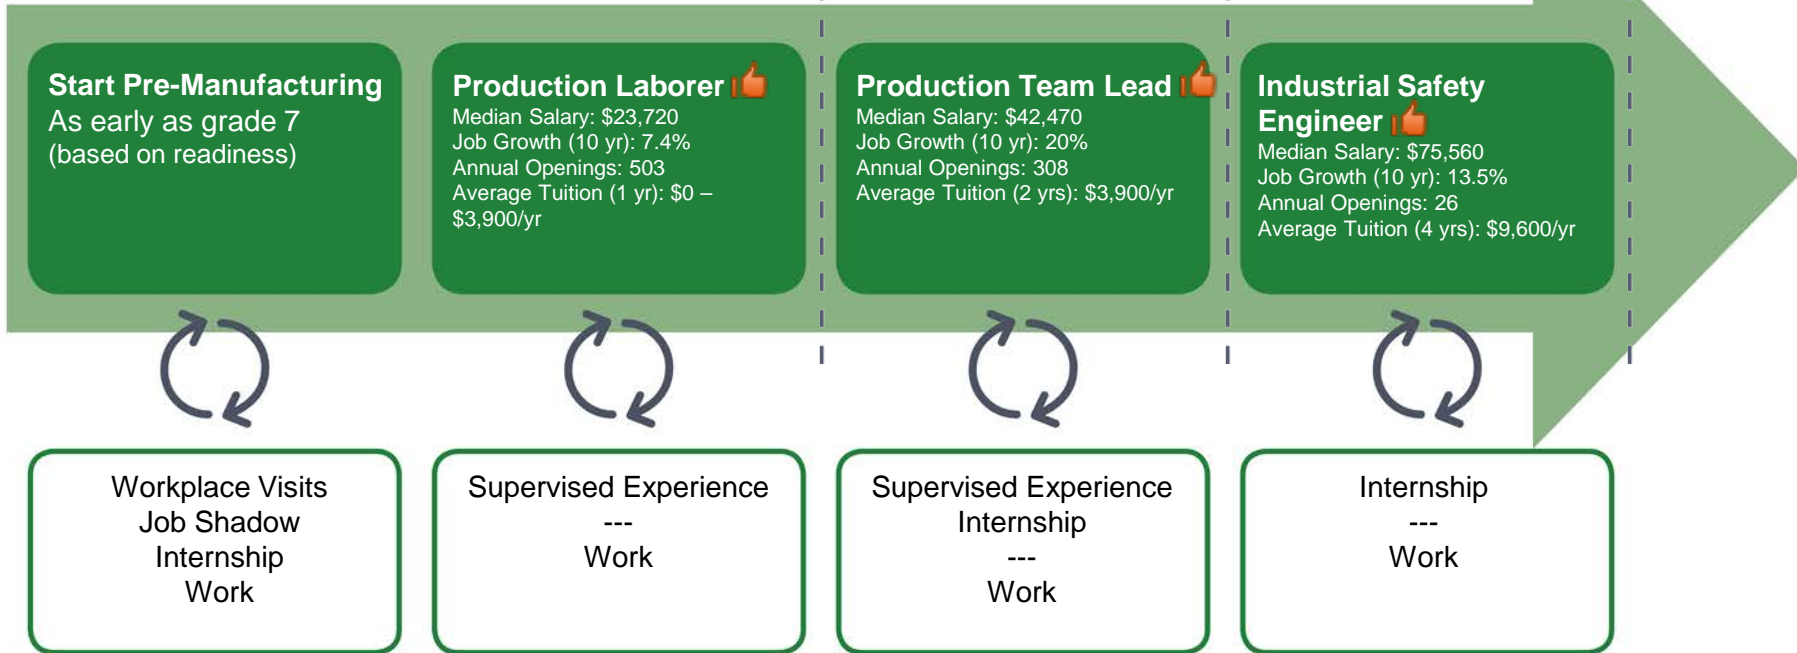 Start Pre-Manufacturing
As early as grade 7
(based on readiness)
Production Laborer
Median Salary: $23,720
Job Growth (10 yr): 7.4%
Annual Openings: 503
Average Tuition (1 yr): $0 –
$3,900/yr
Production Team Lead
Median Salary: $42,470
Job Growth (10 yr): 20%
Annual Openings: 308
Average Tuition (2 yrs): $3,900/yr
Industrial Safety
Engineer
Median Salary: $75,560
Job Growth (10 yr): 13.5%
Annual Openings: 26
Average Tuition (4 yrs): $9,600/yr
Workplace Visits
Job Shadow
Internship
Work
Supervised Experience
---
Work
Supervised Experience
Internship
---
Work
Internship
---
Work